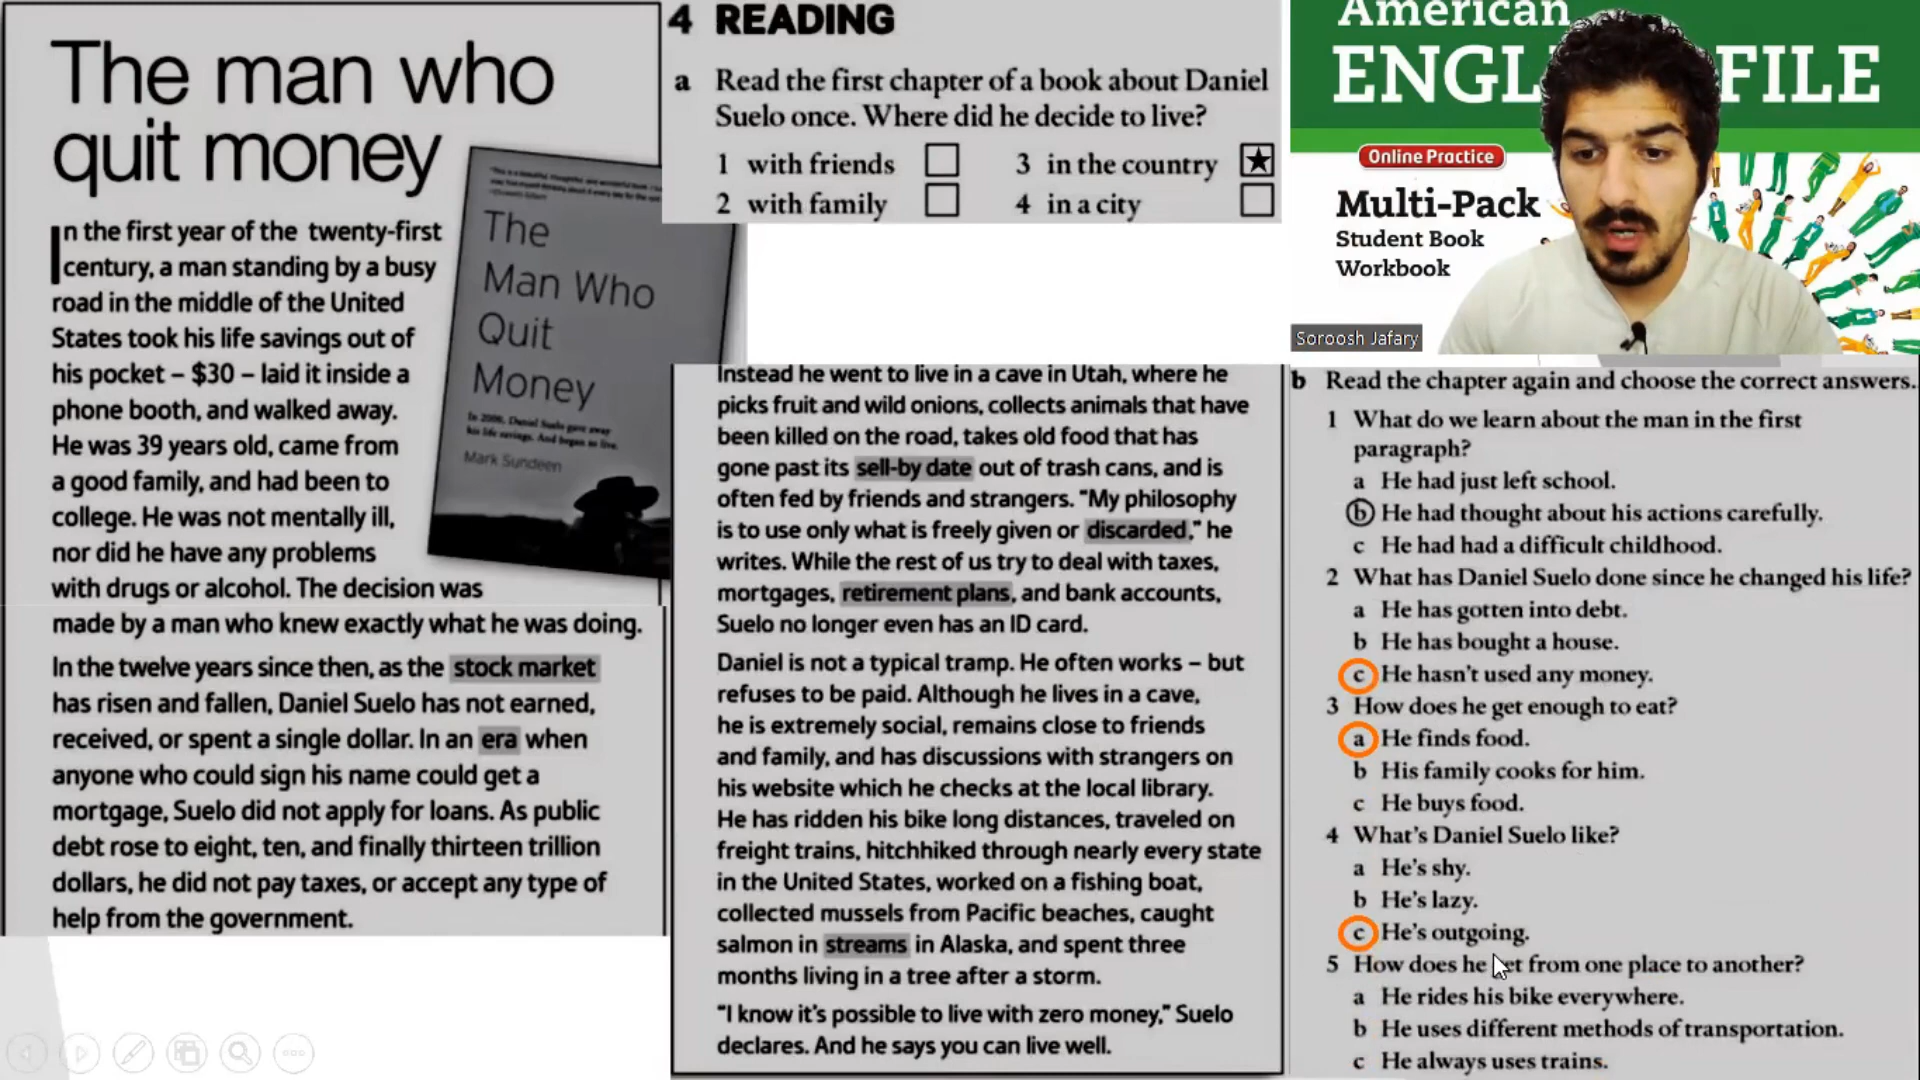 The man who
quit money
In the first year of the twenty-first
century, a man standing by a busy
road in the middle of the United
States took his life savings out of
his pocket – $30 – laid it inside a
phone booth, and walked away.
He was 39 years old, came from
a good family, and had been to
college. He was not mentally ill,
nor did he have any problems
with drugs or alcohol. The decision was
made by a man who knew exactly what he was doing.
In the twelve years since then, as the stock market
has risen and fallen, Daniel Suelo has not earned,
received, or spent a single dollar. In an era when
anyone who could sign his name could get a
mortgage, Suelo did not apply for loans. As public
debt rose to eight, ten, and finally thirteen trillion
dollars, he did not pay taxes, or accept any type of
help from the government.
The
Man Who
Quit
Money
In 2000, Daniel Suelo gave away
his life savings. And began to live.
Mark Sundeen
4 READING
a Read the first chapter of a book about Daniel
Suelo once. Where did he decide to live?
1 with friends
3 in the country ★
2 with family
4 in a city
Instead he went to live in a cave in Utah, where he
picks fruit and wild onions, collects animals that have
been killed on the road, takes old food that has
gone past its sell-by date out of trash cans, and is
often fed by friends and strangers. "My philosophy
is to use only what is freely given or discarded," he
writes. While the rest of us try to deal with taxes,
mortgages, retirement plans, and bank accounts,
Suelo no longer even has an ID card.
Daniel is not a typical tramp. He often works – but
refuses to be paid. Although he lives in a cave,
he is extremely social, remains close to friends
and family, and has discussions with strangers on
his website which he checks at the local library.
He has ridden his bike long distances, traveled on
freight trains, hitchhiked through nearly every state
in the United States, worked on a fishing boat,
collected mussels from Pacific beaches, caught
salmon in streams in Alaska, and spent three
months living in a tree after a storm.
"I know it's possible to live with zero money," Suelo
declares. And he says you can live well.
American
ENGL FILE
Online Practice
Multi-Pack
Student Book
Workbook
Soroosh Jafary
b Read the chapter again and choose the correct answers.
1 What do we learn about the man in the first
paragraph?
a He had just left school.
b He had thought about his actions carefully.
c He had had a difficult childhood.
2 What has Daniel Suelo done since he changed his life?
a He has gotten into debt.
b He has bought a house.
c He hasn't used any money.
3 How does he get enough to eat?
a He finds food.
b His family cooks for him.
c He buys food.
4 What's Daniel Suelo like?
a He's shy.
b He's lazy.
c He's outgoing.
5 How does he get from one place to another?
a He rides his bike everywhere.
b He uses different methods of transportation.
c He always uses trains.